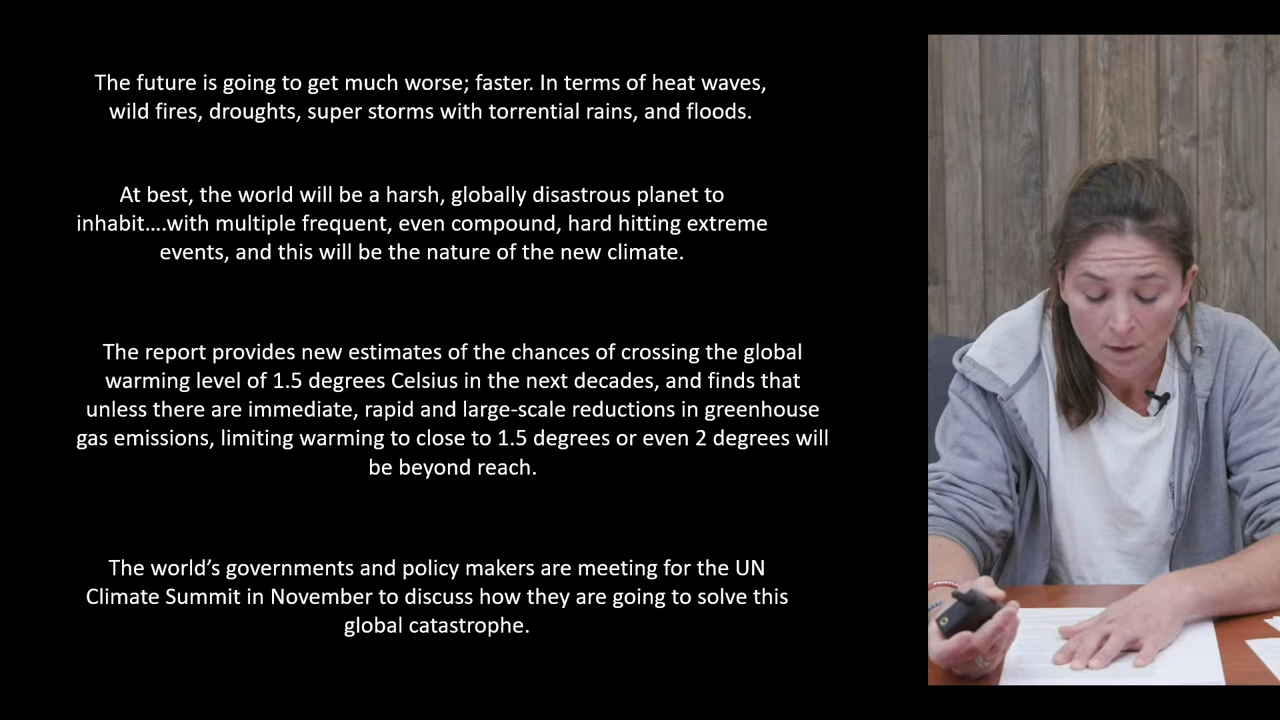 The future is going to get much worse; faster. In terms of heat waves,
wild fires, droughts, super storms with torrential rains, and floods.
At best, the world will be a harsh, globally disastrous planet to
inhabit….with multiple frequent, even compound, hard hitting extreme
events, and this will be the nature of the new climate.
The report provides new estimates of the chances of crossing the global
warming level of 1.5 degrees Celsius in the next decades, and finds that
unless there are immediate, rapid and large-scale reductions in greenhouse
gas emissions, limiting warming to close to 1.5 degrees or even 2 degrees will
be beyond reach.
The world’s governments and policy makers are meeting for the UN
Climate Summit in November to discuss how they are going to solve this
global catastrophe.